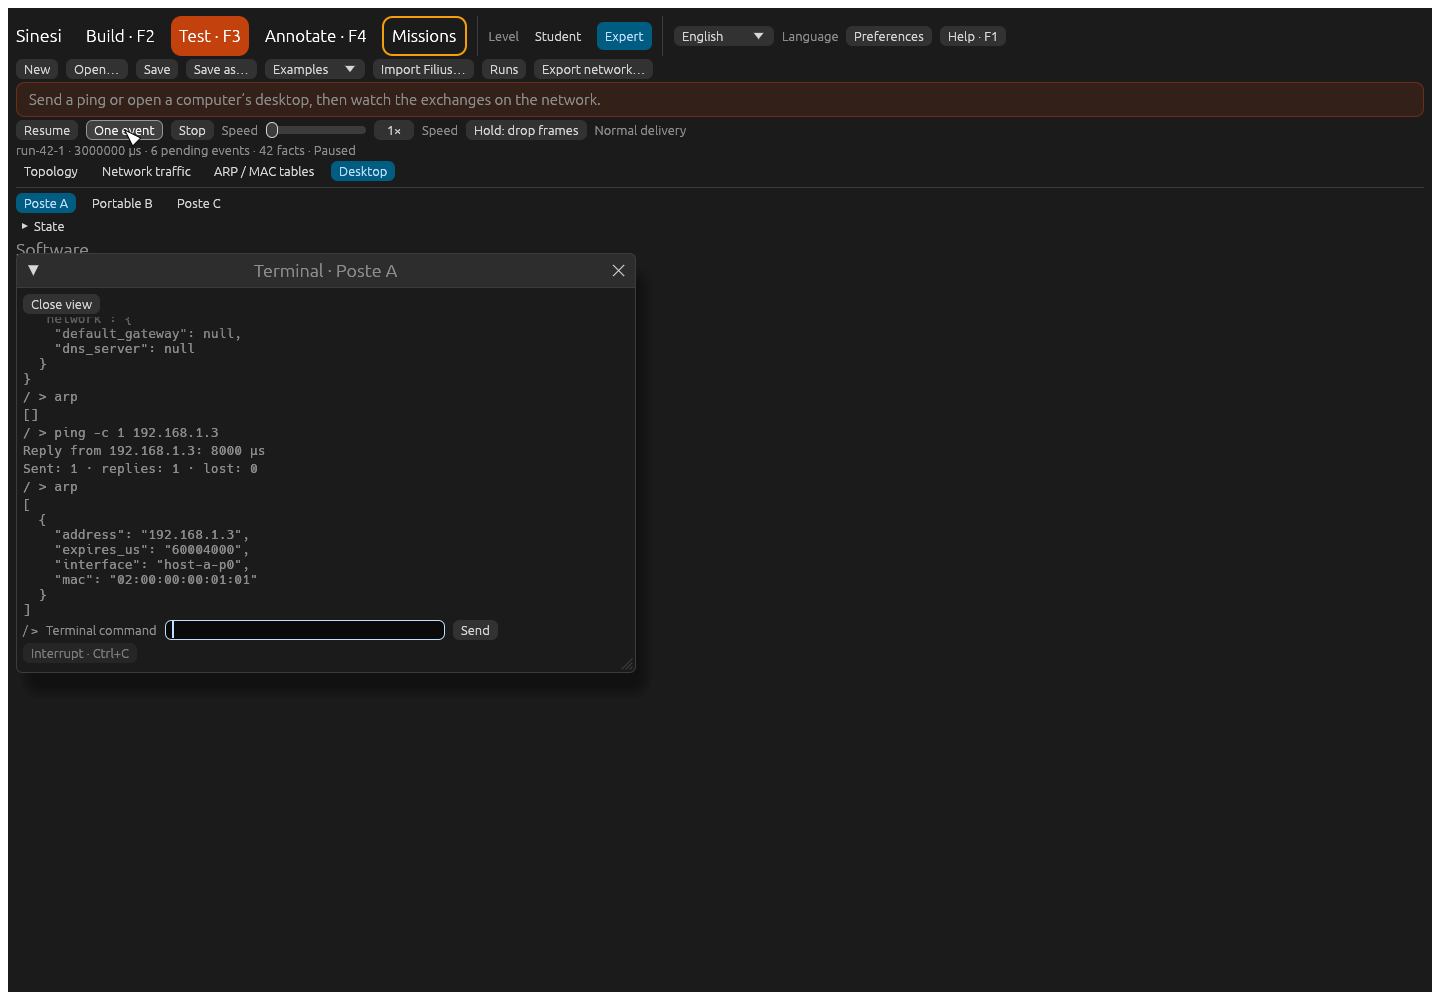 Sinesi Build · F2 Test · F3 Annotate · F4 Missions Level Student Expert English Language Preferences Help · F1
New Open… Save Save as… Examples Import Filius… Runs Export network…
Send a ping or open a computer’s desktop, then watch the exchanges on the network.
Resume One event Stop Speed 1× Speed Hold: drop frames Normal delivery
run-42-1 · 3000000 µs · 6 pending events · 42 facts · Paused
Topology Network traffic ARP / MAC tables Desktop
Poste A Portable B Poste C
State
Software
Terminal · Poste A
Close view
"network": {
"default_gateway": null,
"dns_server": null
}
}
/ > arp
[]
/ > ping -c 1 192.168.1.3
Reply from 192.168.1.3: 8000 µs
Sent: 1 · replies: 1 · lost: 0
/ > arp
[
{
"address": "192.168.1.3",
"expires_us": "60004000",
"interface": "host-a-p0",
"mac": "02:00:00:00:01:01"
}
]
/ > Terminal command Send
Interrupt · Ctrl+C